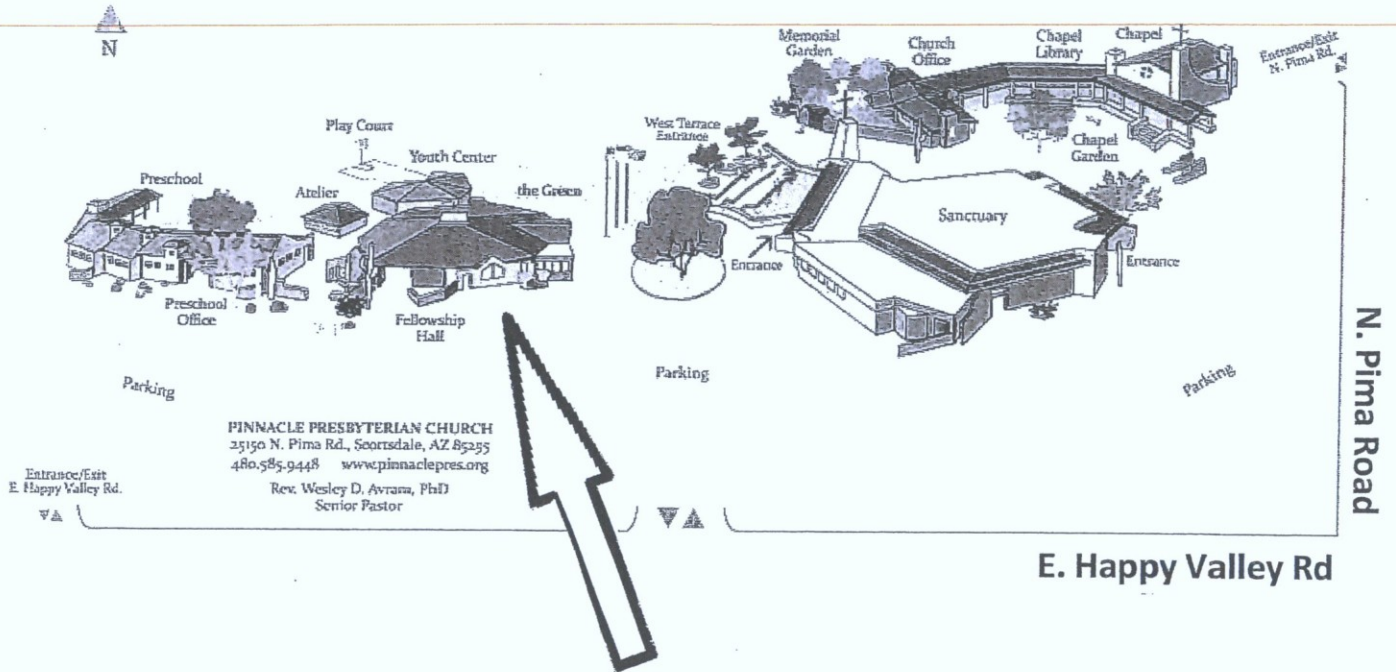 N
Memorial
Garden
Church
Office
Chapel
Library
Chapel
Entrance/Exit
N. Pima Rd.
Play Court
Youth Center
West Terrace
Entrance
Chapel
Garden
Preschool
Atelier
the Green
Sanctuary
Entrance
Entrance
Preschool
Office
Fellowship
Hall
Parking
Parking
Parking
N. Pima Road
PINNACLE PRESBYTERIAN CHURCH
25150 N. Pima Rd., Scottsdale, AZ 85255
480.585.9448 www.pinnaclepres.org
Rev. Wesley D. Avram, PhD
Senior Pastor
Entrance/Exit
E. Happy Valley Rd.
E. Happy Valley Rd